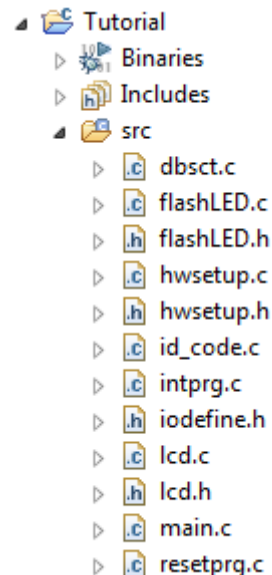 Tutorial
Binaries
Includes
src
dbsct.c
flashLED.c
flashLED.h
hwsetup.c
hwsetup.h
id_code.c
intprg.c
iodefine.h
lcd.c
lcd.h
main.c
resetprg.c